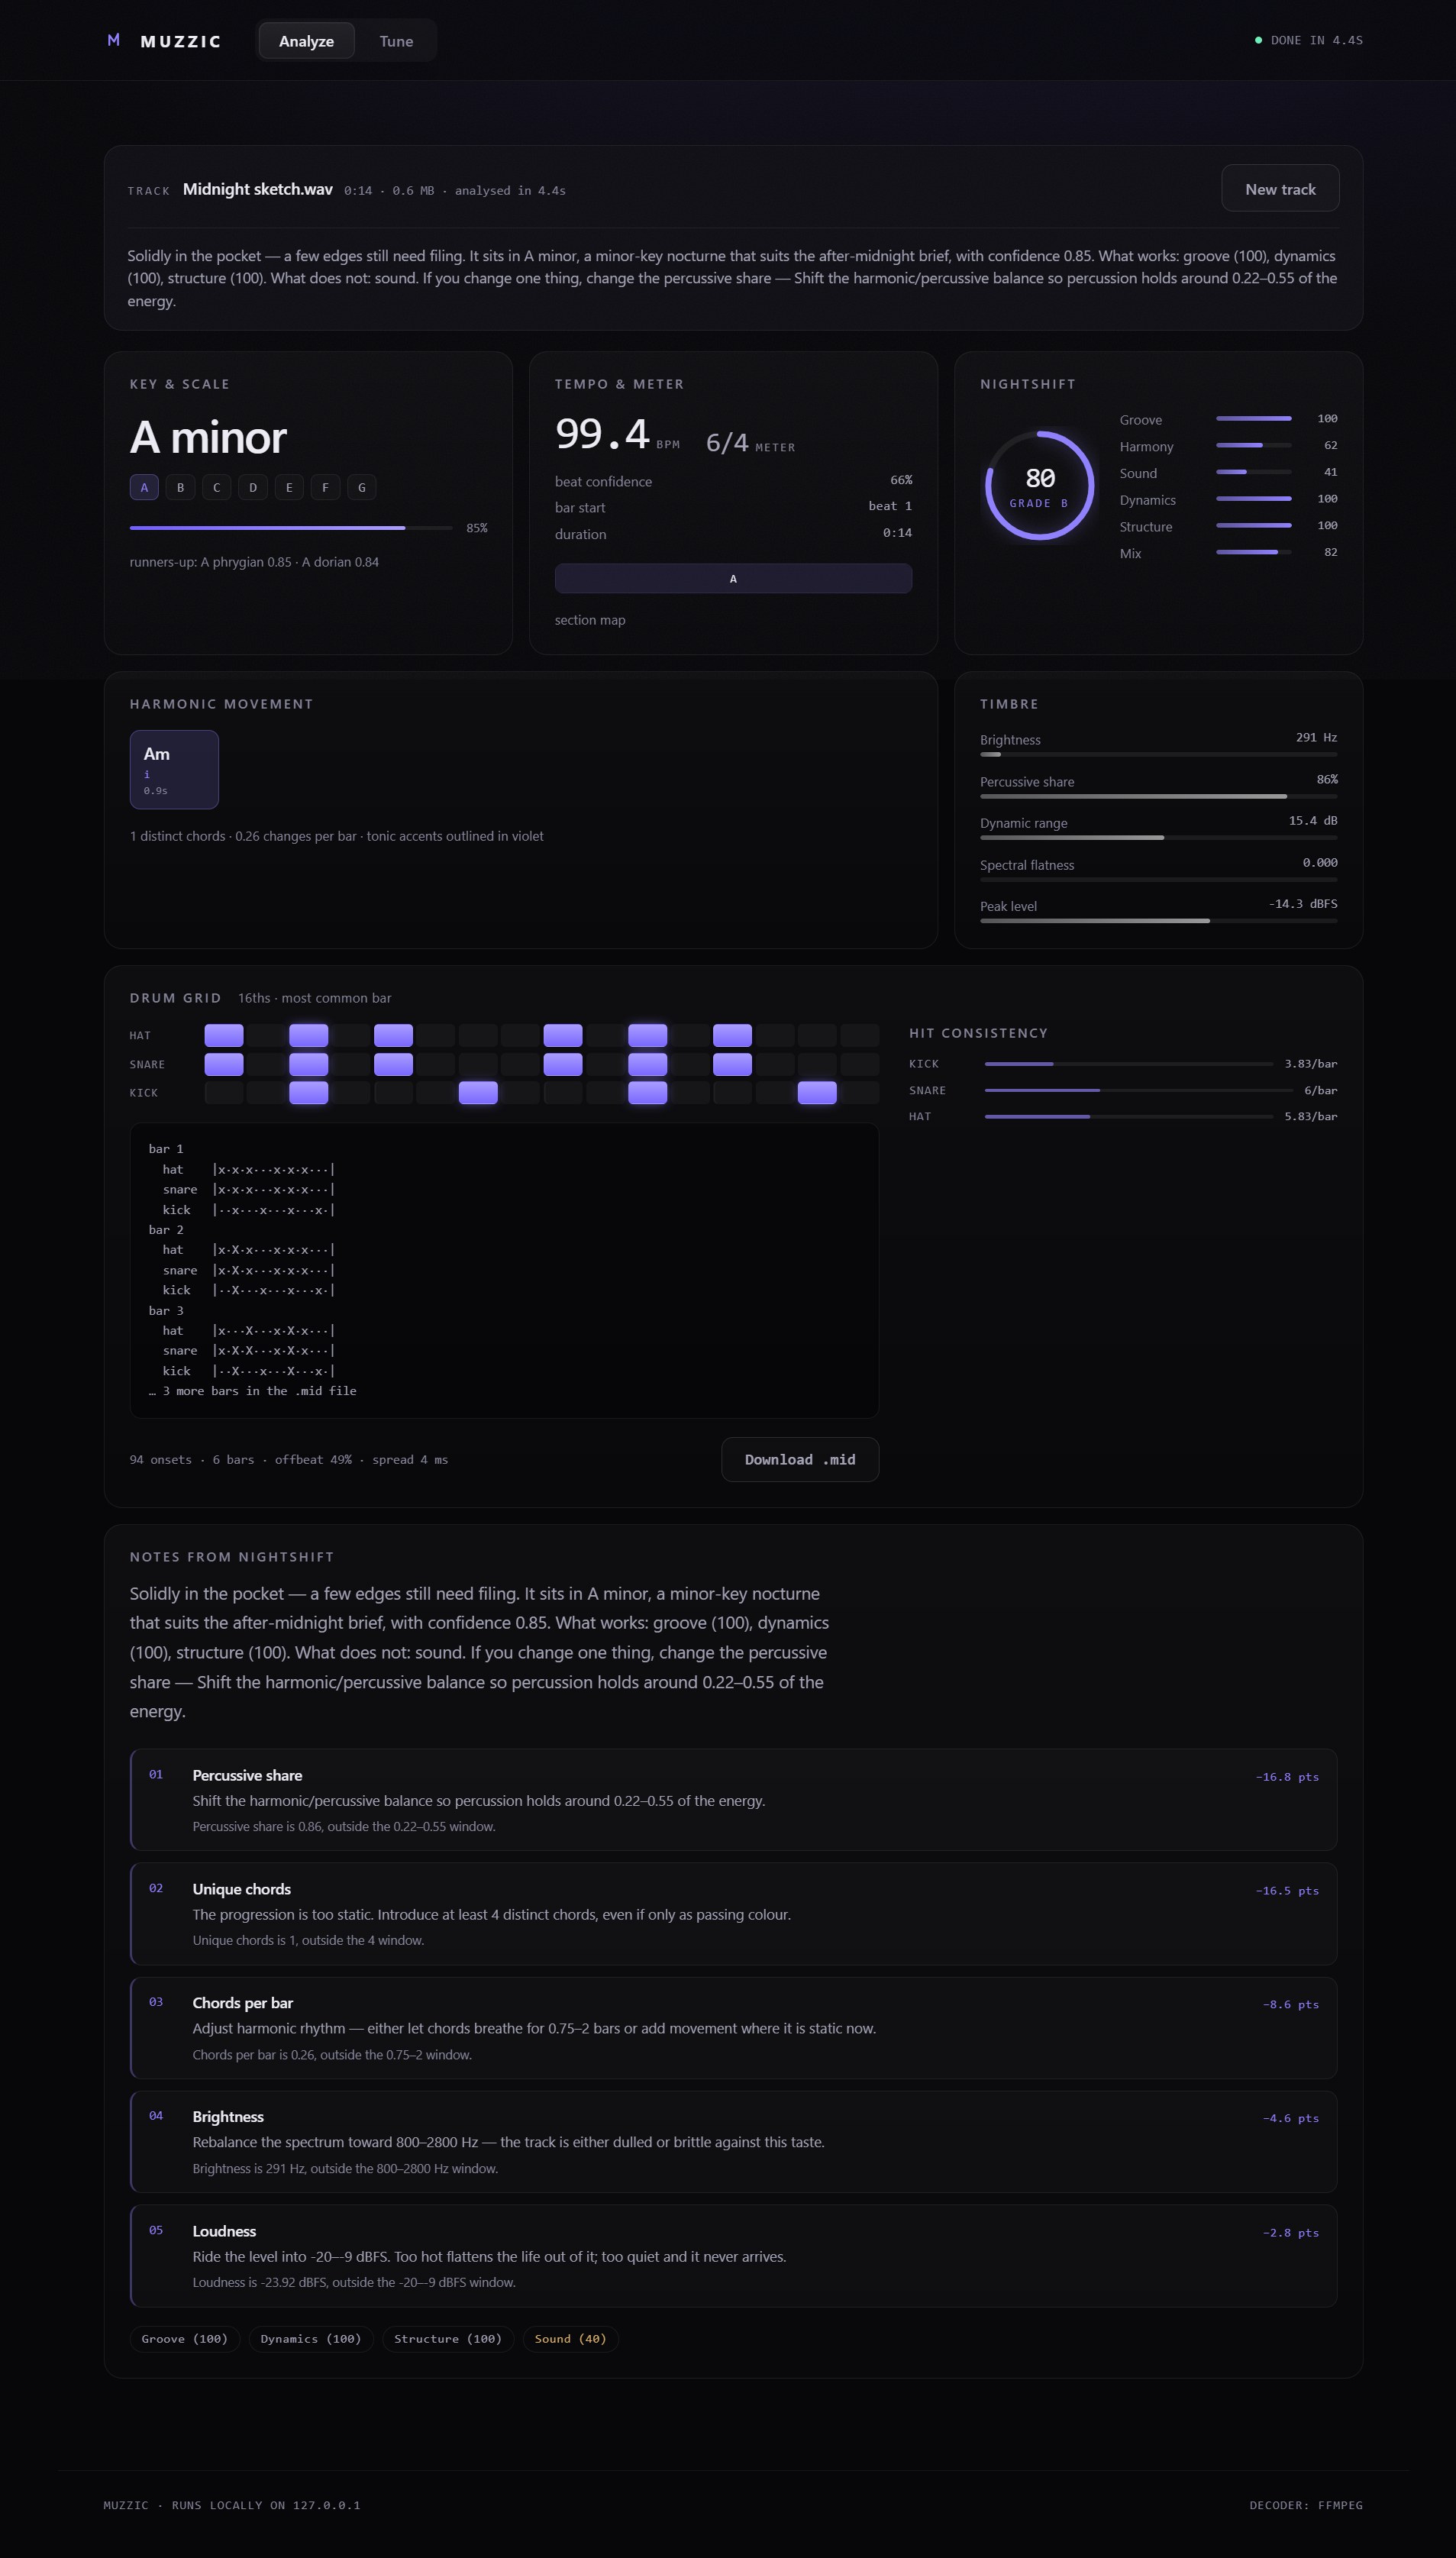 M MUZZIC Analyze Tune DONE IN 4.4S
TRACK Midnight sketch.wav 0:14 · 0.6 MB · analysed in 4.4s New track
Solidly in the pocket — a few edges still need filing. It sits in A minor, a minor-key nocturne that suits the after-midnight brief, with confidence 0.85. What works: groove (100), dynamics
(100), structure (100). What does not: sound. If you change one thing, change the percussive share — Shift the harmonic/percussive balance so percussion holds around 0.22–0.55 of the
energy.
KEY & SCALE
A minor
A B C D E F G
85%
runners-up: A phrygian 0.85 · A dorian 0.84
TEMPO & METER
99.4 BPM 6/4 METER
beat confidence 66%
bar start beat 1
duration 0:14
A
section map
NIGHTSHIFT
80
GRADE B
Groove 100
Harmony 62
Sound 41
Dynamics 100
Structure 100
Mix 82
HARMONIC MOVEMENT
Am
i
0.9s
1 distinct chords · 0.26 changes per bar · tonic accents outlined in violet
TIMBRE
Brightness 291 Hz
Percussive share 86%
Dynamic range 15.4 dB
Spectral flatness 0.000
Peak level -14.3 dBFS
DRUM GRID 16ths · most common bar
HAT
SNARE
KICK
HIT CONSISTENCY
KICK 3.83/bar
SNARE 6/bar
HAT 5.83/bar
bar 1
hat |x·x·x···x·x·x···|
snare |x·x·x···x·x·x···|
kick |··x···x···x···x·|
bar 2
hat |x·X·x···x·x·x···|
snare |x·X·x···x·x·x···|
kick |··X···x···x···x·|
bar 3
hat |x···X···x·X·x···|
snare |x·X·X···x·X·x···|
kick |··X···x···X···x·|
… 3 more bars in the .mid file
94 onsets · 6 bars · offbeat 49% · spread 4 ms Download .mid
NOTES FROM NIGHTSHIFT
Solidly in the pocket — a few edges still need filing. It sits in A minor, a minor-key nocturne
that suits the after-midnight brief, with confidence 0.85. What works: groove (100), dynamics
(100), structure (100). What does not: sound. If you change one thing, change the percussive
share — Shift the harmonic/percussive balance so percussion holds around 0.22–0.55 of the
energy.
01 Percussive share −16.8 pts
Shift the harmonic/percussive balance so percussion holds around 0.22–0.55 of the energy.
Percussive share is 0.86, outside the 0.22–0.55 window.
02 Unique chords −16.5 pts
The progression is too static. Introduce at least 4 distinct chords, even if only as passing colour.
Unique chords is 1, outside the 4 window.
03 Chords per bar −8.6 pts
Adjust harmonic rhythm — either let chords breathe for 0.75–2 bars or add movement where it is static now.
Chords per bar is 0.26, outside the 0.75–2 window.
04 Brightness −4.6 pts
Rebalance the spectrum toward 800–2800 Hz — the track is either dulled or brittle against this taste.
Brightness is 291 Hz, outside the 800–2800 Hz window.
05 Loudness −2.8 pts
Ride the level into -20–-9 dBFS. Too hot flattens the life out of it; too quiet and it never arrives.
Loudness is -23.92 dBFS, outside the -20–-9 dBFS window.
Groove (100) Dynamics (100) Structure (100) Sound (40)
MUZZIC · RUNS LOCALLY ON 127.0.0.1 DECODER: FFMPEG